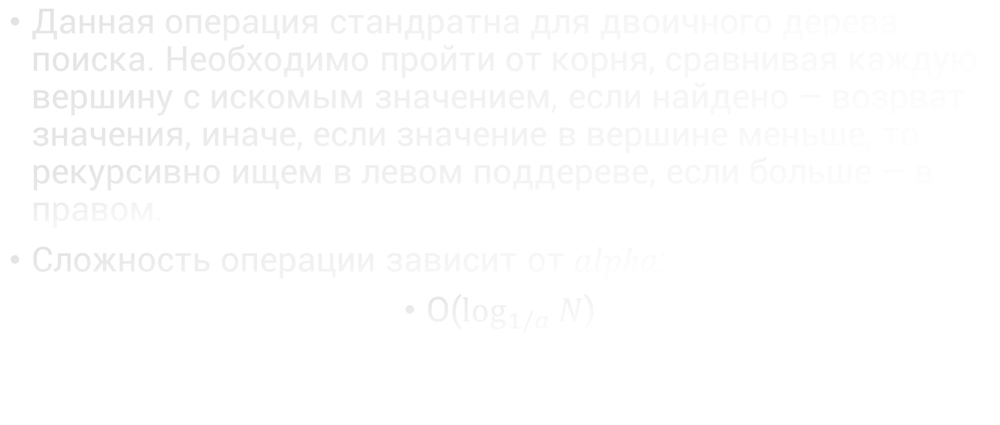 • Данная операция стандратна для двоичного дерева
поиска. Необходимо пройти от корня, сравнивая каждую
вершину с искомым значением, если найдено – возрват
значения, иначе, если значение в вершине меньше, то
рекурсивно ищем в левом поддереве, если больше – в
правом.
• Сложность операции зависит от alpha:
• O(log_{1/a} N)